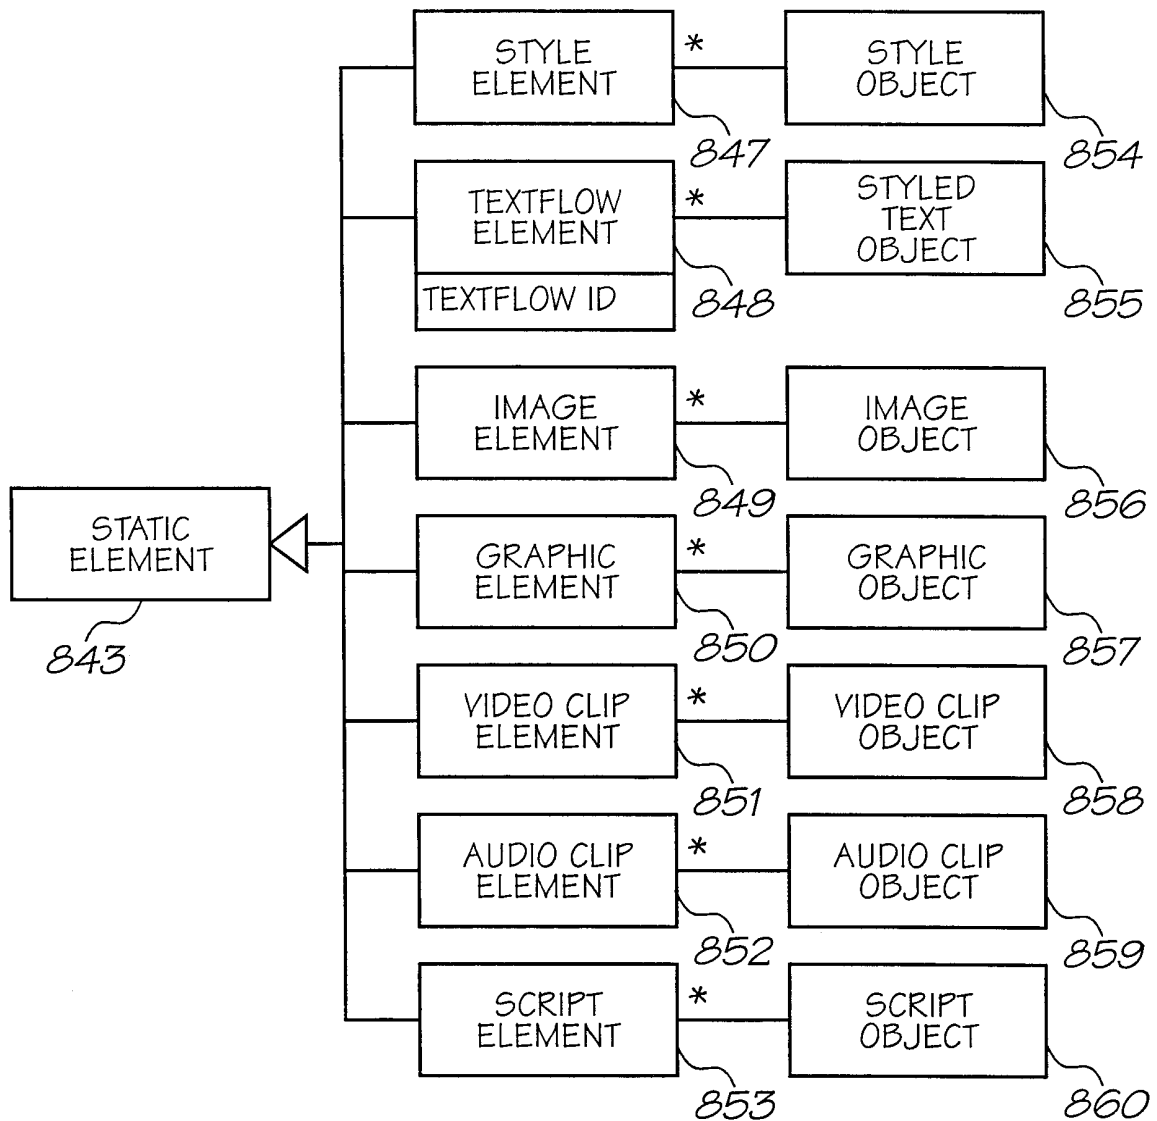 STYLE
ELEMENT
*
STYLE
OBJECT
847
854
TEXTFLOW
ELEMENT
*
STYLED
TEXT
OBJECT
TEXTFLOW ID
848
855
IMAGE
ELEMENT
*
IMAGE
OBJECT
849
856
STATIC
ELEMENT
843
GRAPHIC
ELEMENT
*
GRAPHIC
OBJECT
850
857
VIDEO CLIP
ELEMENT
*
VIDEO CLIP
OBJECT
851
858
AUDIO CLIP
ELEMENT
*
AUDIO CLIP
OBJECT
852
859
SCRIPT
ELEMENT
*
SCRIPT
OBJECT
853
860